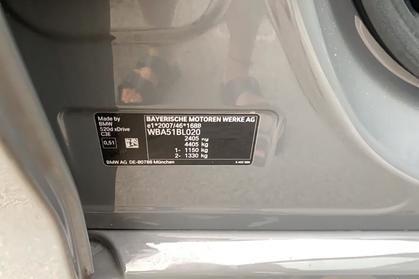 Made by
BMW
520d xDrive
C3E
0,51
BMW AG DE-80788 München
BAYERISCHE MOTOREN WERKE AG
e1*2007/46*1688
WBA51BL020
2405 kg
4405 kg
1- 1150 kg
2- 1330 kg